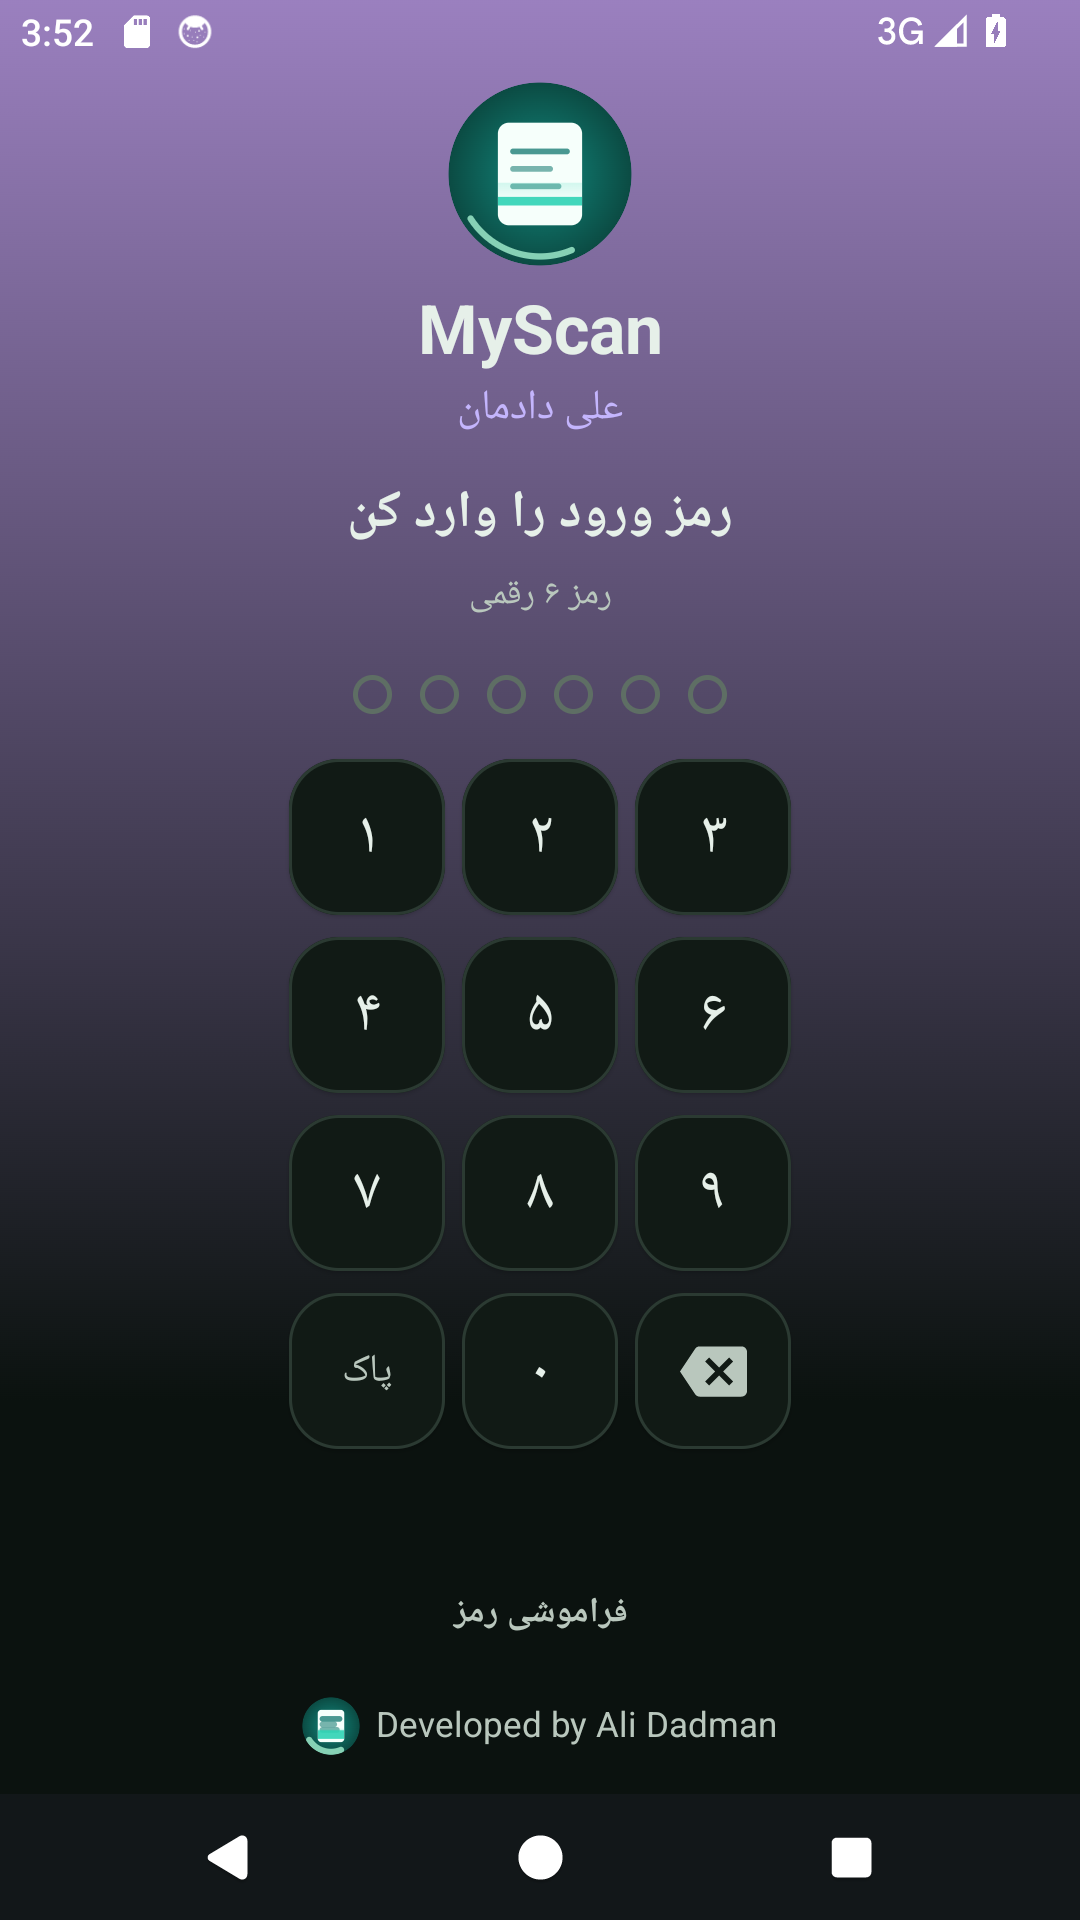 3:52 3G
MyScan
علی دادمان
رمز ورود را وارد کن
رمز ۶ رقمی
۱ ۲ ۳
۴ ۵ ۶
۷ ۸ ۹
پاک ۰
فراموشی رمز
Developed by Ali Dadman